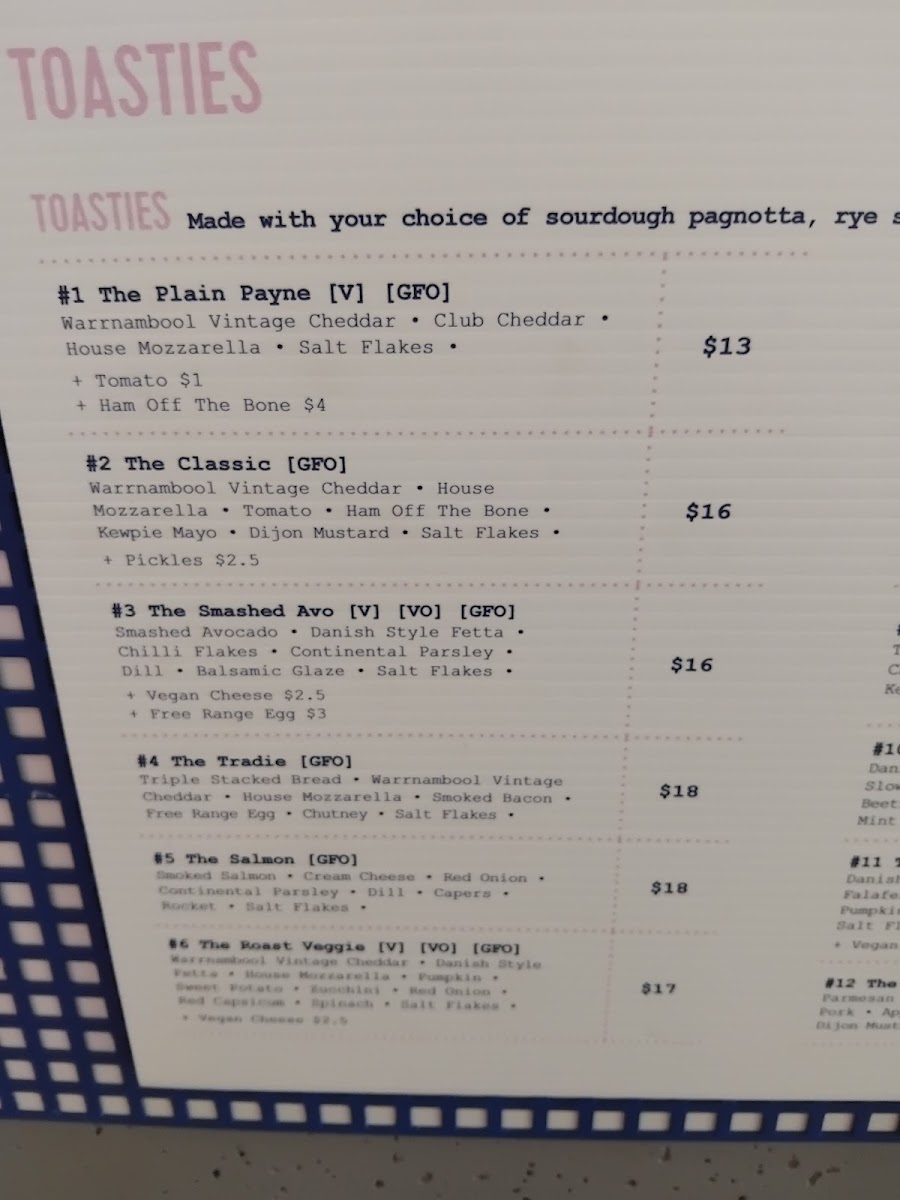 TOASTIES
TOASTIES Made with your choice of sourdough pagnotta, rye
#1 The Plain Payne [V] [GFO]
Warrnambool Vintage Cheddar • Club Cheddar •
House Mozzarella • Salt Flakes •
$13
+ Tomato $1
+ Ham Off The Bone $4
#2 The Classic [GFO]
Warrnambool Vintage Cheddar • House
Mozzarella • Tomato • Ham Off The Bone •
$16
Kewpie Mayo • Dijon Mustard • Salt Flakes •
+ Pickles $2.5
#3 The Smashed Avo [V] [VO] [GFO]
Smashed Avocado • Danish Style Fetta •
Chilli Flakes • Continental Parsley •
$16
Dill • Balsamic Glaze • Salt Flakes •
+ Vegan Cheese $2.5
+ Free Range Egg $3
#4 The Tradie [GFO]
Triple Stacked Bread • Warrnambool Vintage
Cheddar • House Mozzarella • Smoked Bacon •
$18
Free Range Egg • Chutney • Salt Flakes •
#5 The Salmon [GFO]
Smoked Salmon • Cream Cheese • Red Onion •
Continental Parsley • Dill • Capers •
$18
Rocket • Salt Flakes •
#6 The Roast Veggie [V] [VO] [GFO]
Warrnambool Vintage Cheddar • Danish Style
Fetta • House Mozzarella • Pumpkin •
Sweet Potato • Zucchini • Red Onion •
$17
Red Capsicum • Spinach • Salt Flakes •
+ Vegan Cheese $2.5
#11
+ Vegan
#12 The
Parmesan
Pork •
Dijon
Mint